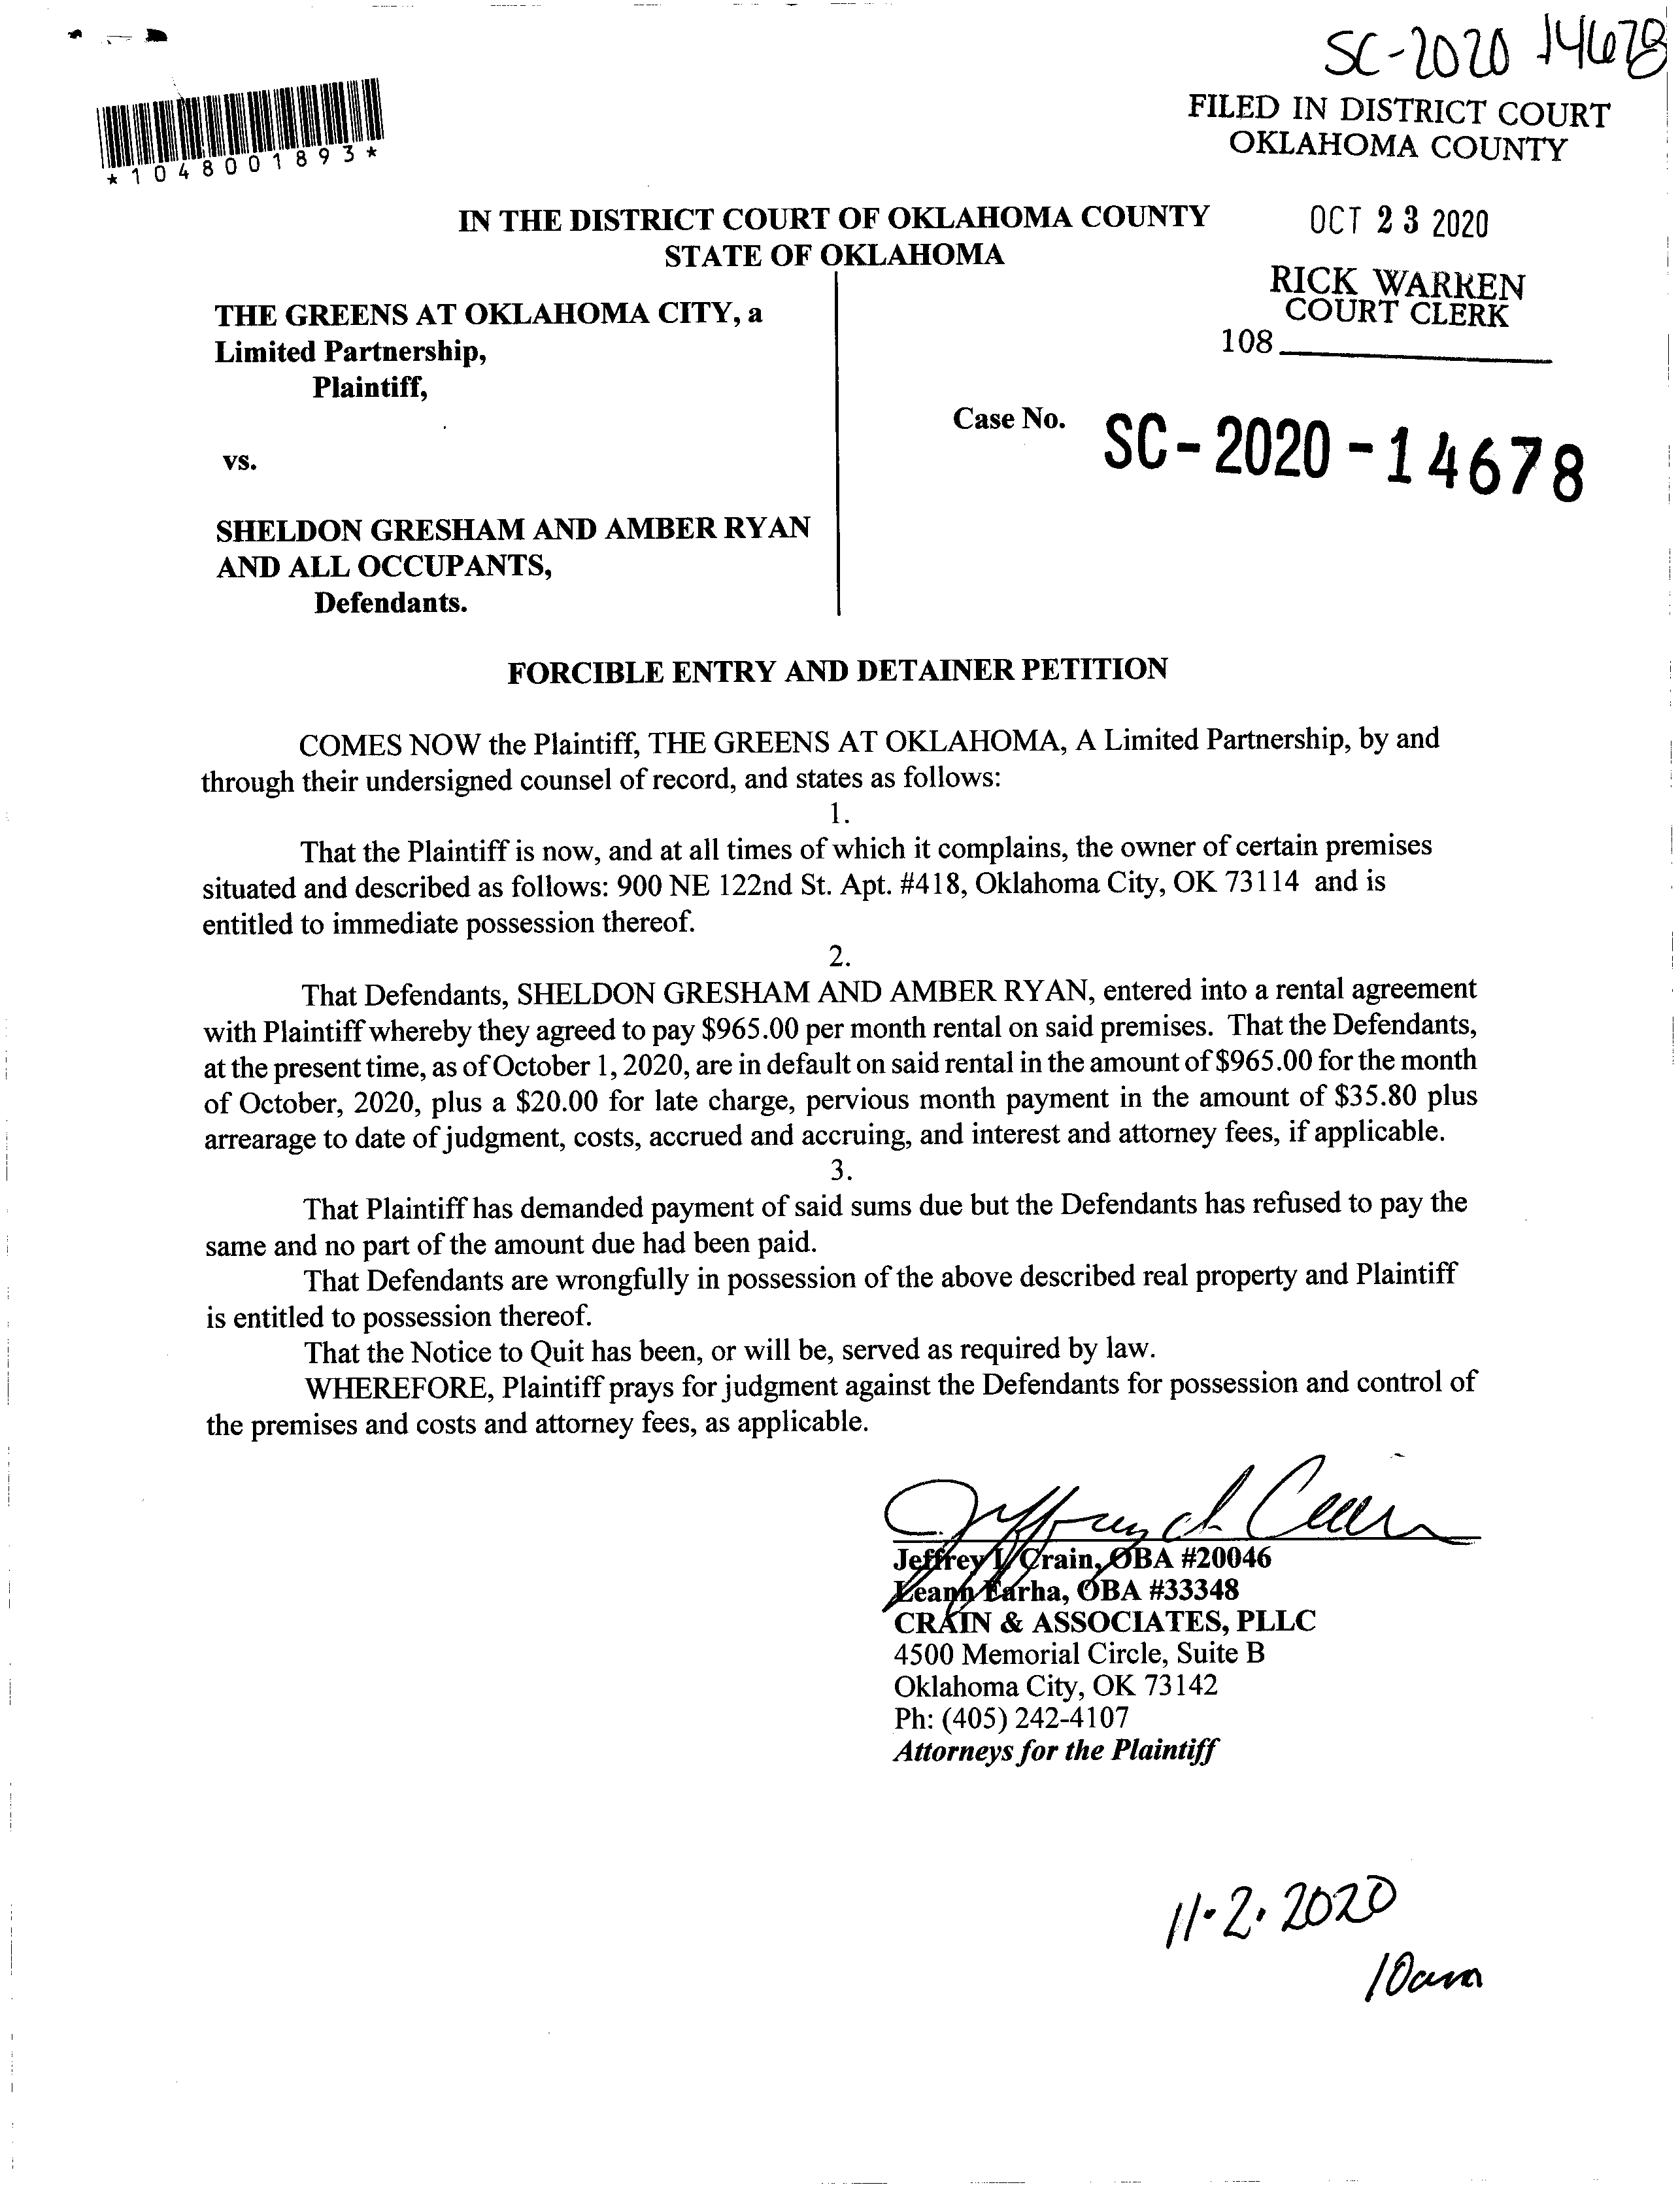 SC-2020 14678
FILED IN DISTRICT COURT
OKLAHOMA COUNTY
*1048001893*
OCT 23 2020
RICK WARREN
COURT CLERK
108
IN THE DISTRICT COURT OF OKLAHOMA COUNTY
STATE OF OKLAHOMA
THE GREENS AT OKLAHOMA CITY, a
Limited Partnership,
Plaintiff,
vs.
SHELDON GRESHAM AND AMBER RYAN
AND ALL OCCUPANTS,
Defendants.
Case No. SC-2020-14678
FORCIBLE ENTRY AND DETAINER PETITION
COMES NOW the Plaintiff, THE GREENS AT OKLAHOMA, A Limited Partnership, by and
through their undersigned counsel of record, and states as follows:
1.
That the Plaintiff is now, and at all times of which it complains, the owner of certain premises
situated and described as follows: 900 NE 122nd St. Apt. #418, Oklahoma City, OK 73114 and is
entitled to immediate possession thereof.
2.
That Defendants, SHELDON GRESHAM AND AMBER RYAN, entered into a rental agreement
with Plaintiff whereby they agreed to pay $965.00 per month rental on said premises. That the Defendants,
at the present time, as of October 1, 2020, are in default on said rental in the amount of $965.00 for the month
of October, 2020, plus a $20.00 for late charge, pervious month payment in the amount of $35.80 plus
arrearage to date of judgment, costs, accrued and accruing, and interest and attorney fees, if applicable.
3.
That Plaintiff has demanded payment of said sums due but the Defendants has refused to pay the
same and no part of the amount due had been paid.
That Defendants are wrongfully in possession of the above described real property and Plaintiff
is entitled to possession thereof.
That the Notice to Quit has been, or will be, served as required by law.
WHEREFORE, Plaintiff prays for judgment against the Defendants for possession and control of
the premises and costs and attorney fees, as applicable.
Jeffrey L Crain, OBA #20046
Leann Farha, OBA #33348
CRAIN & ASSOCIATES, PLLC
4500 Memorial Circle, Suite B
Oklahoma City, OK 73142
Ph: (405) 242-4107
Attorneys for the Plaintiff
11.2.2020
10am